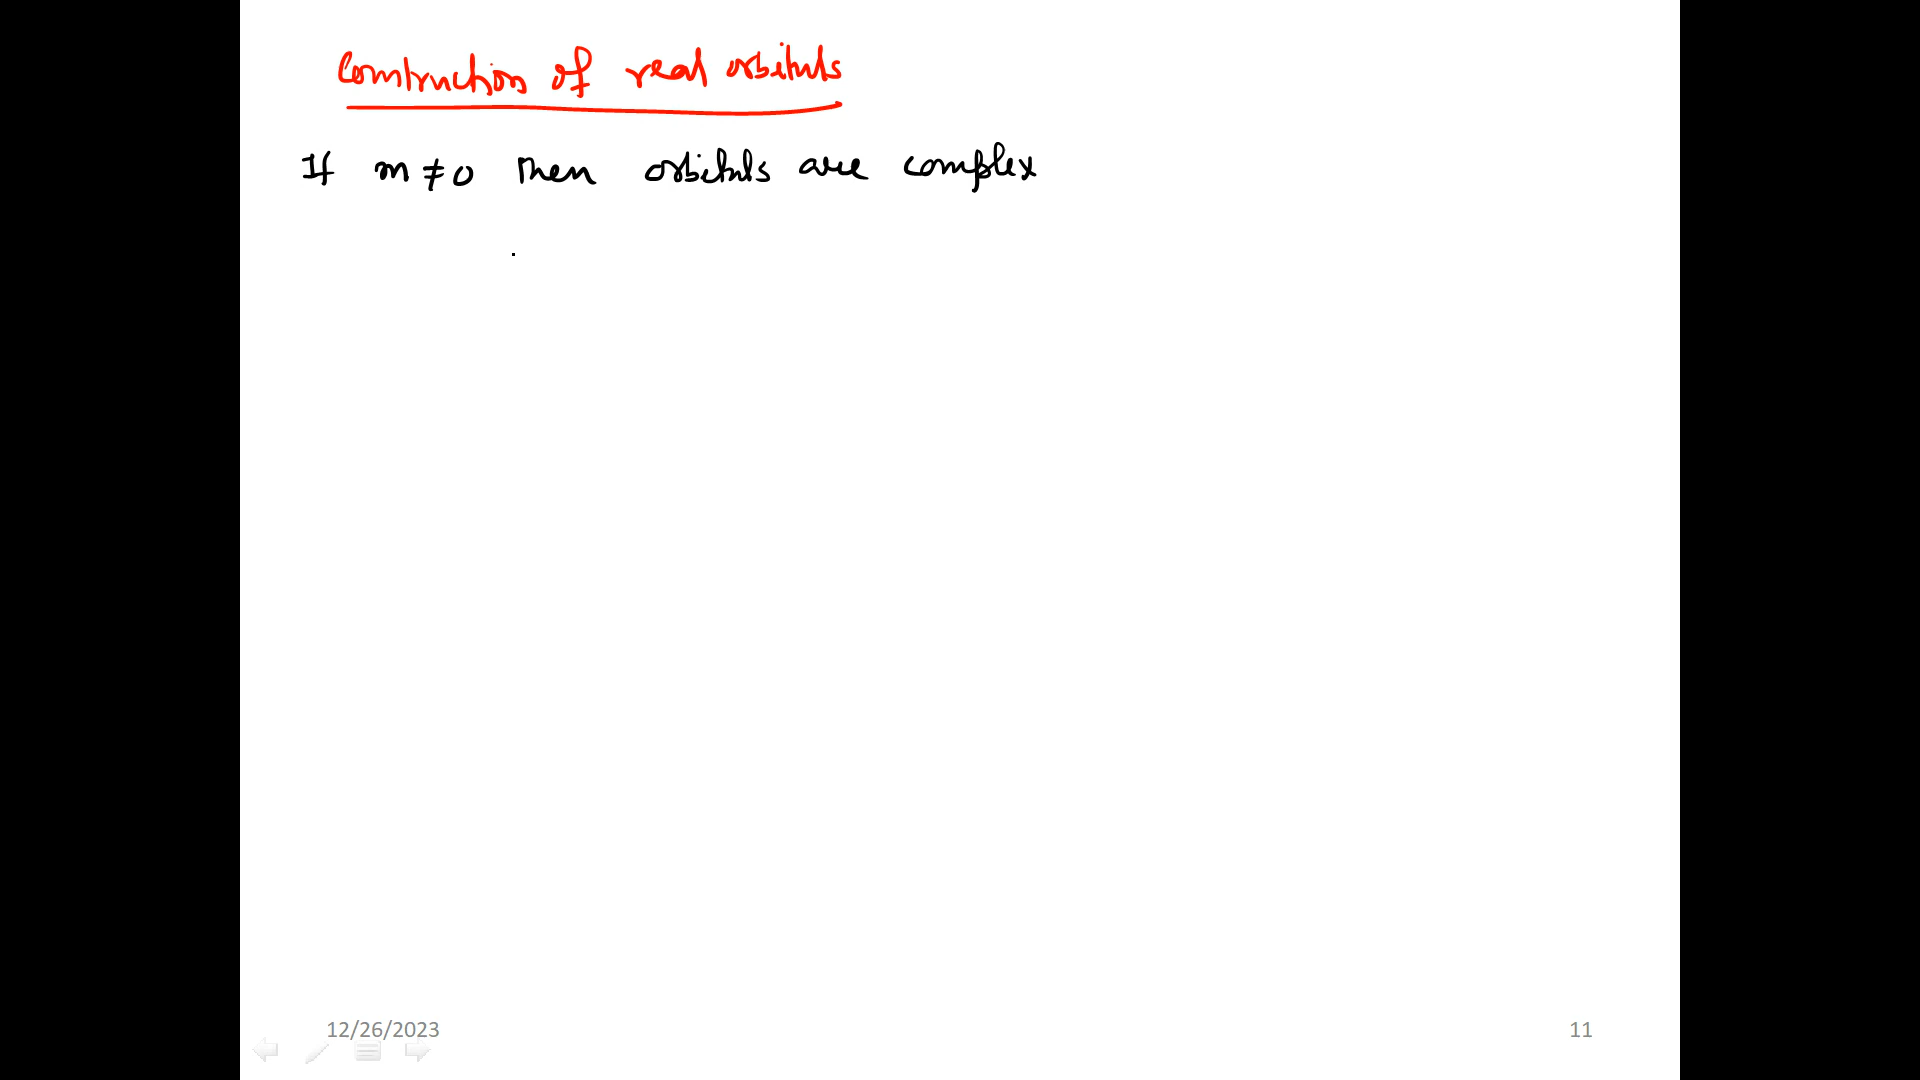 Construction of real orbitals
If m ≠ 0 then orbitals are complex
12/26/2023
11